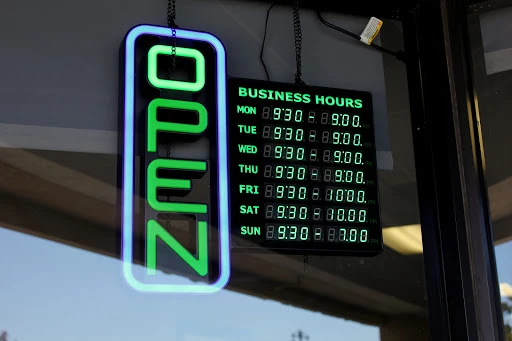 OPEN
BUSINESS HOURS
MON 9:30 - 9:00.
TUE 9:30 - 9:00.
WED 9:30 - 9:00.
THU 9:30 - 9:00.
FRI 9:30 - 10:00.
SAT 9:30 - 10.00
SUN 9:30 - 7.00